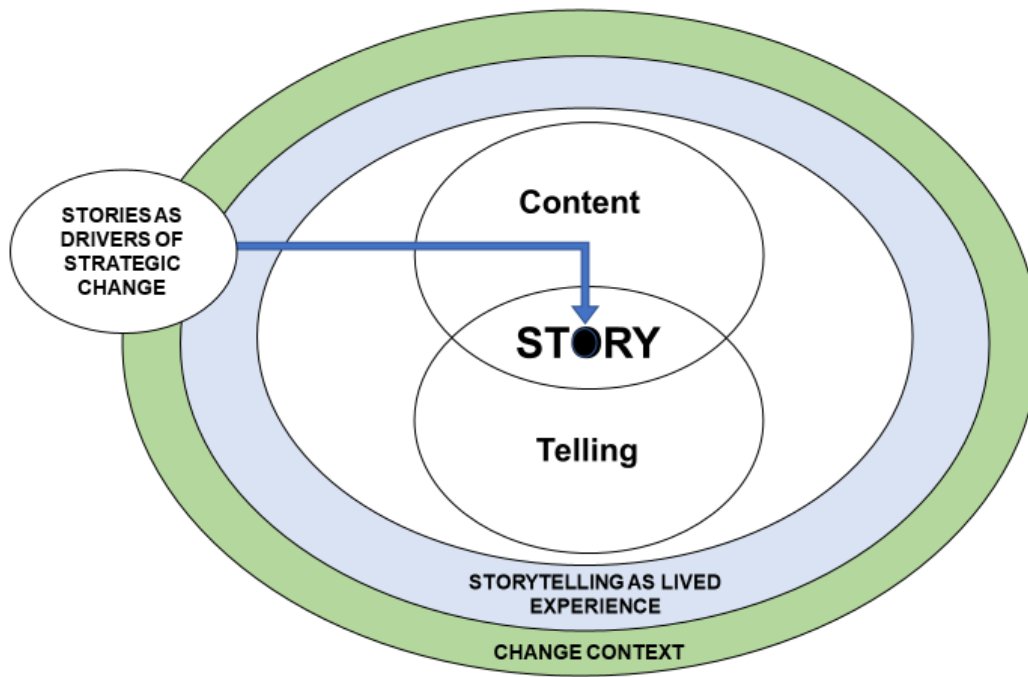 Content
STORIES AS
DRIVERS OF
STRATEGIC
CHANGE
STORY
Telling
STORYTELLING AS LIVED
EXPERIENCE
CHANGE CONTEXT